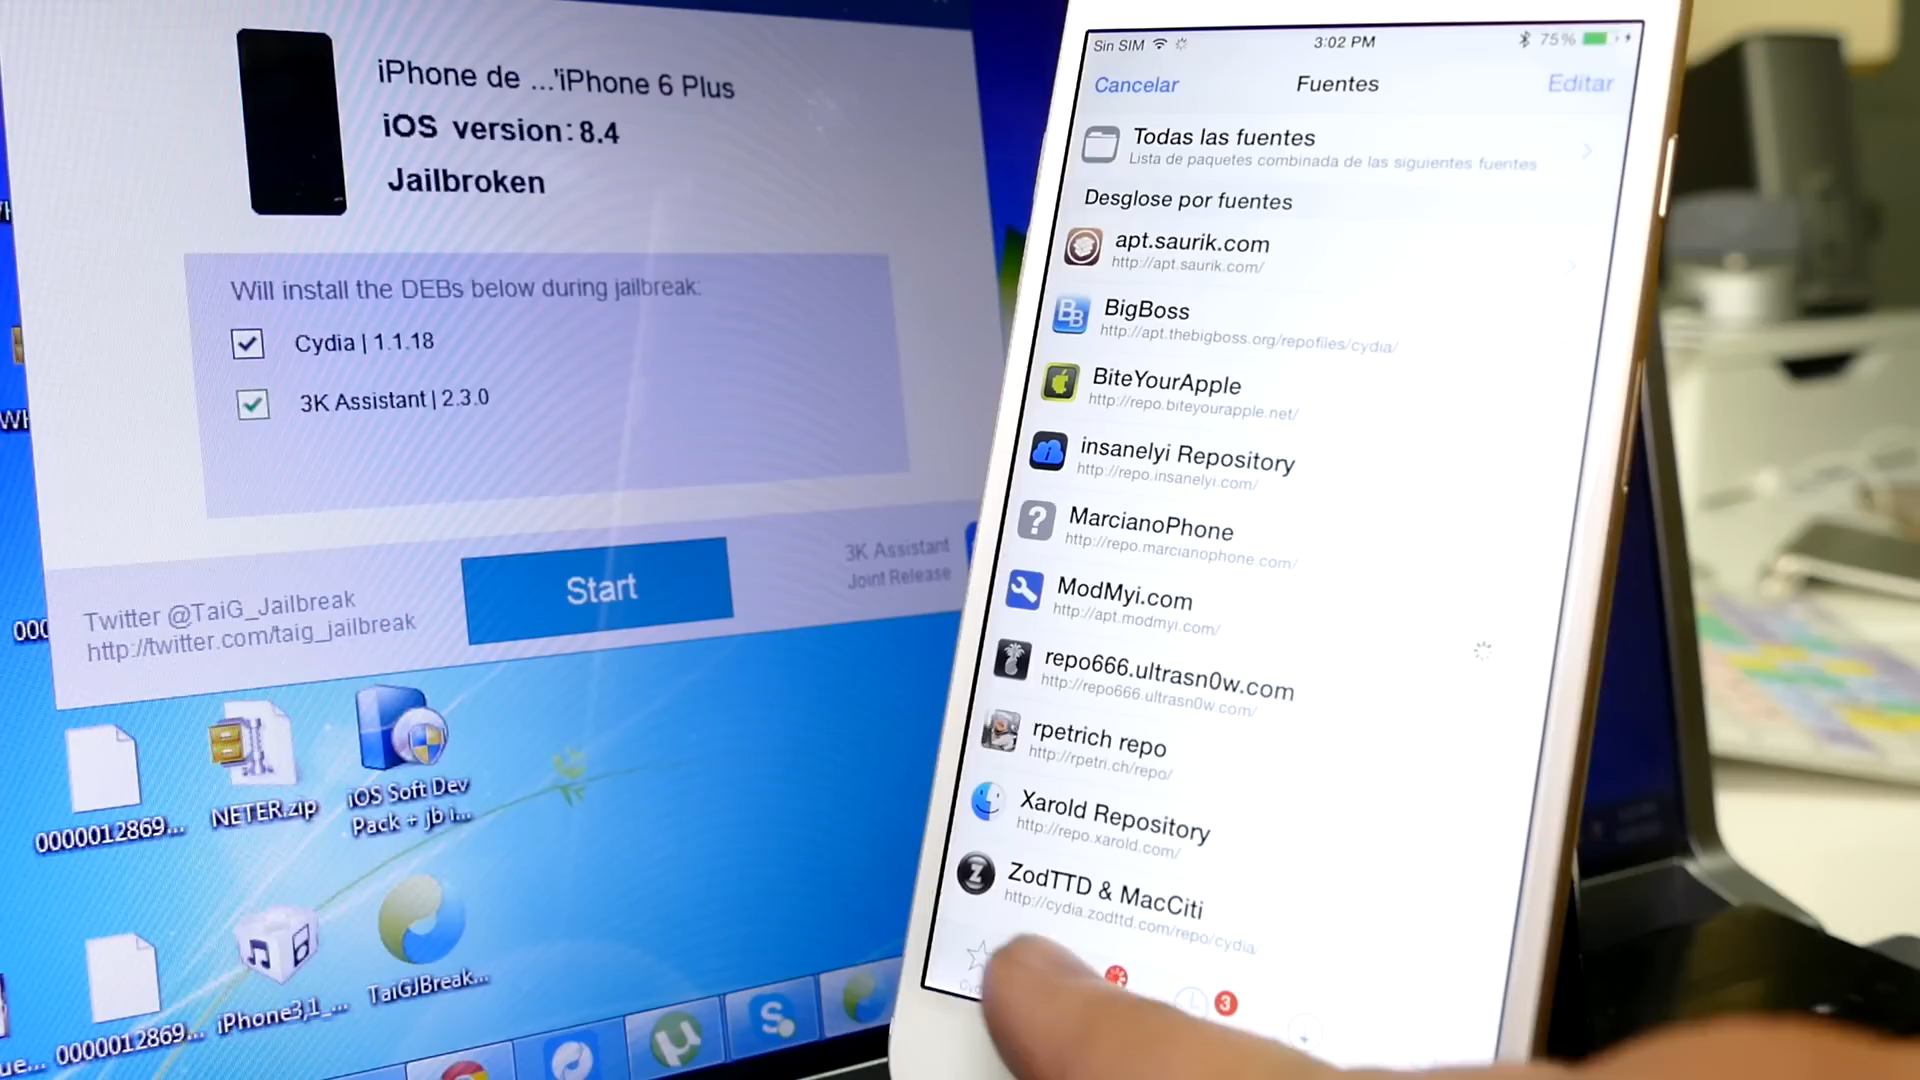 iPhone de ...'iPhone 6 Plus
iOS version: 8.4
Jailbroken
Will install the DEBs below during jailbreak:
Cydia | 1.1.18
3K Assistant | 2.3.0
Start
3K Assistant
Joint Release
Twitter @TaiG_Jailbreak
http://twitter.com/taig_jailbreak
000
0000012869...
NETER.zip
iOS Soft Dev
Pack + jb i...
0000012869...
iPhone3,1_...
TaiGJBreak...
ue...
Sin SIM
3:02 PM
75%
Cancelar
Fuentes
Editar
Todas las fuentes
Lista de paquetes combinada de las siguientes fuentes
Desglose por fuentes
apt.saurik.com
http://apt.saurik.com/
BB
BigBoss
http://apt.thebigboss.org/repofiles/cydia/
BiteYourApple
http://repo.biteyourapple.net/
insanelyi Repository
http://repo.insanelyi.com/
?
MarcianoPhone
http://repo.marcianophone.com/
ModMyi.com
http://apt.modmyi.com/
repo666.ultrasn0w.com
http://repo666.ultrasn0w.com/
rpetrich repo
http://rpetri.ch/repo/
Xarold Repository
http://repo.xarold.com/
Z
ZodTTD & MacCiti
http://cydia.zodttd.com/repo/cydia/
3